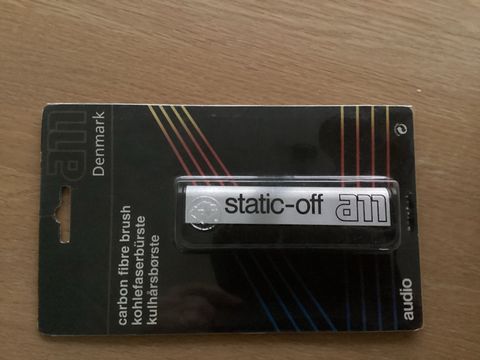 am
Denmark
carbon fibre brush
kohlefaserbürste
kulhårsbørste
static-off am
audio